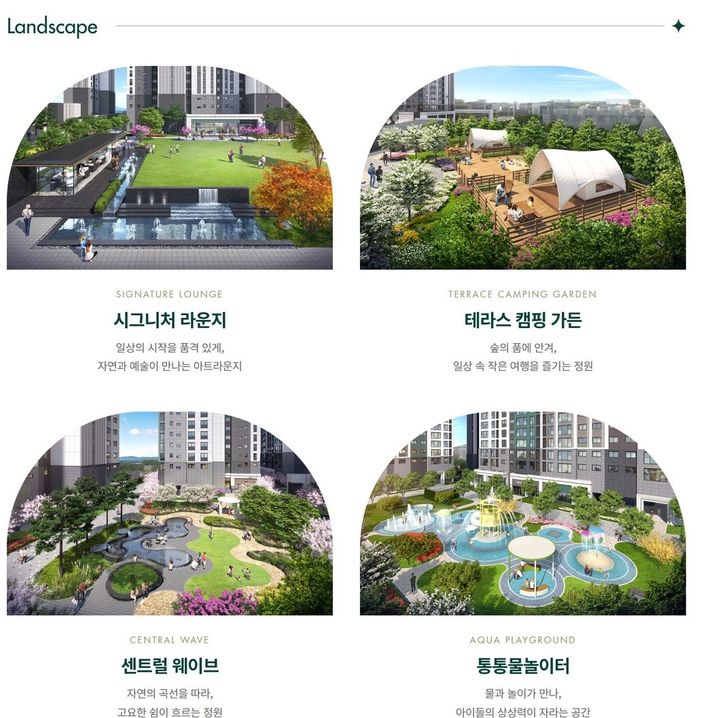 Landscape
SIGNATURE LOUNGE
시그니처 라운지
일상의 시작을 품격 있게,
자연과 예술이 만나는 아트라운지
TERRACE CAMPING GARDEN
테라스 캠핑 가든
숲의 품에 안겨,
일상 속 작은 여행을 즐기는 정원
CENTRAL WAVE
센트럴 웨이브
자연의 곡선을 따라,
고요한 쉼이 흐르는 정원
AQUA PLAYGROUND
통통물놀이터
물과 놀이가 만나,
아이들의 상상력이 자라는 공간